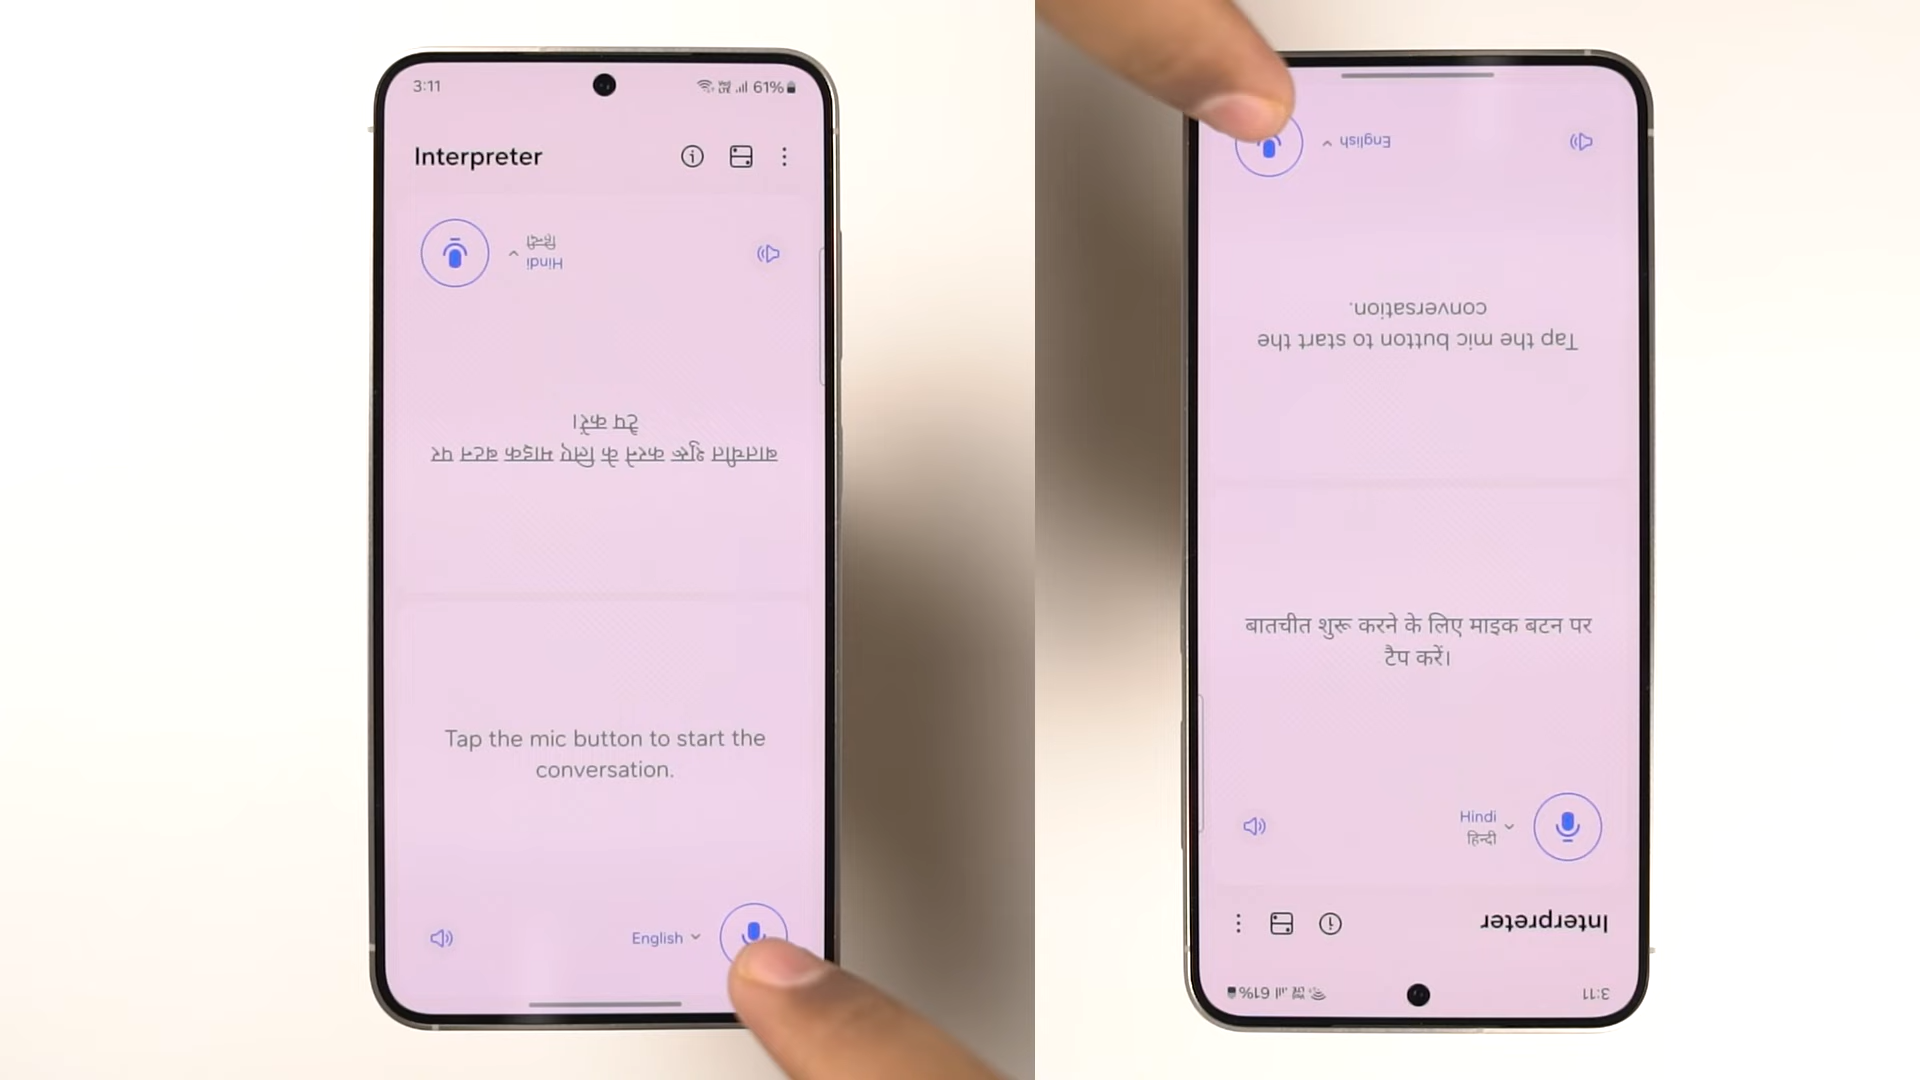 3:11
61%
Interpreter
Hindi
हिन्दी
बातचीत शुरू करने के लिए माइक बटन पर
टैप करें।
Tap the mic button to start the
conversation.
English
English
Tap the mic button to start the
conversation.
बातचीत शुरू करने के लिए माइक बटन पर
टैप करें।
Hindi
हिन्दी
Interpreter
3:11
61%